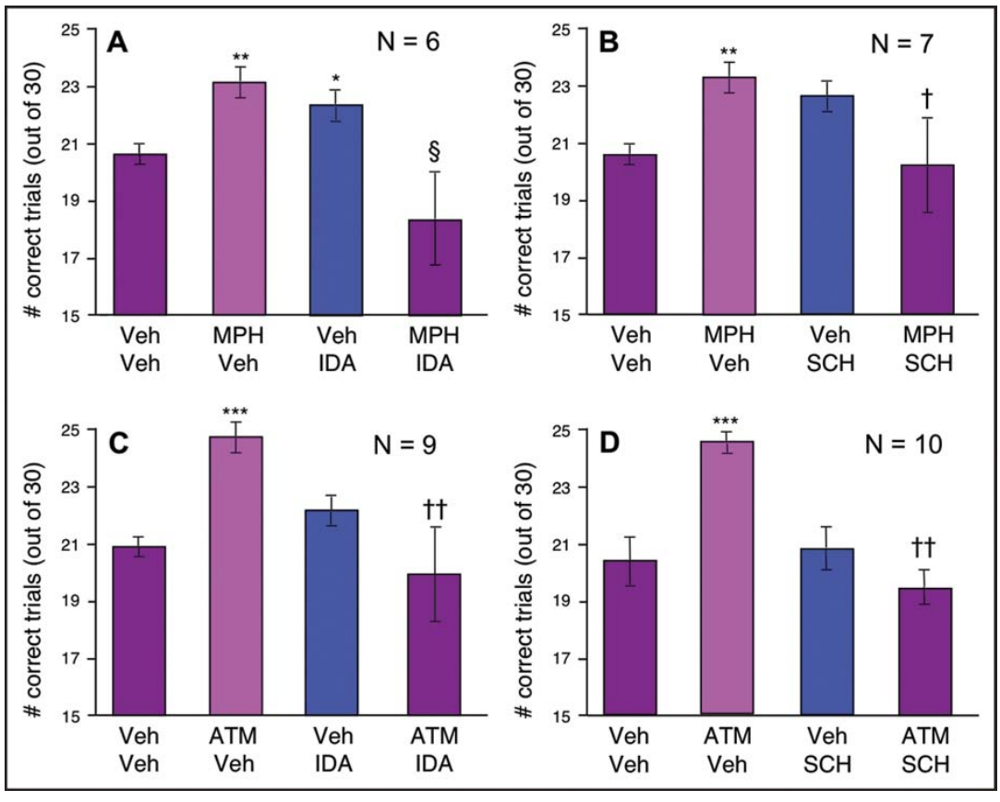 A
N = 6
# correct trials (out of 30)
25
23
21
19
17
15
**
*
§
Veh MPH Veh MPH
Veh Veh IDA IDA
B
N = 7
# correct trials (out of 30)
25
23
21
19
17
15
**
†
Veh MPH Veh MPH
Veh Veh SCH SCH
C
N = 9
# correct trials (out of 30)
25
23
21
19
17
15
***
††
Veh ATM Veh ATM
Veh Veh IDA IDA
D
N = 10
# correct trials (out of 30)
25
23
21
19
17
15
***
††
Veh ATM Veh ATM
Veh Veh SCH SCH